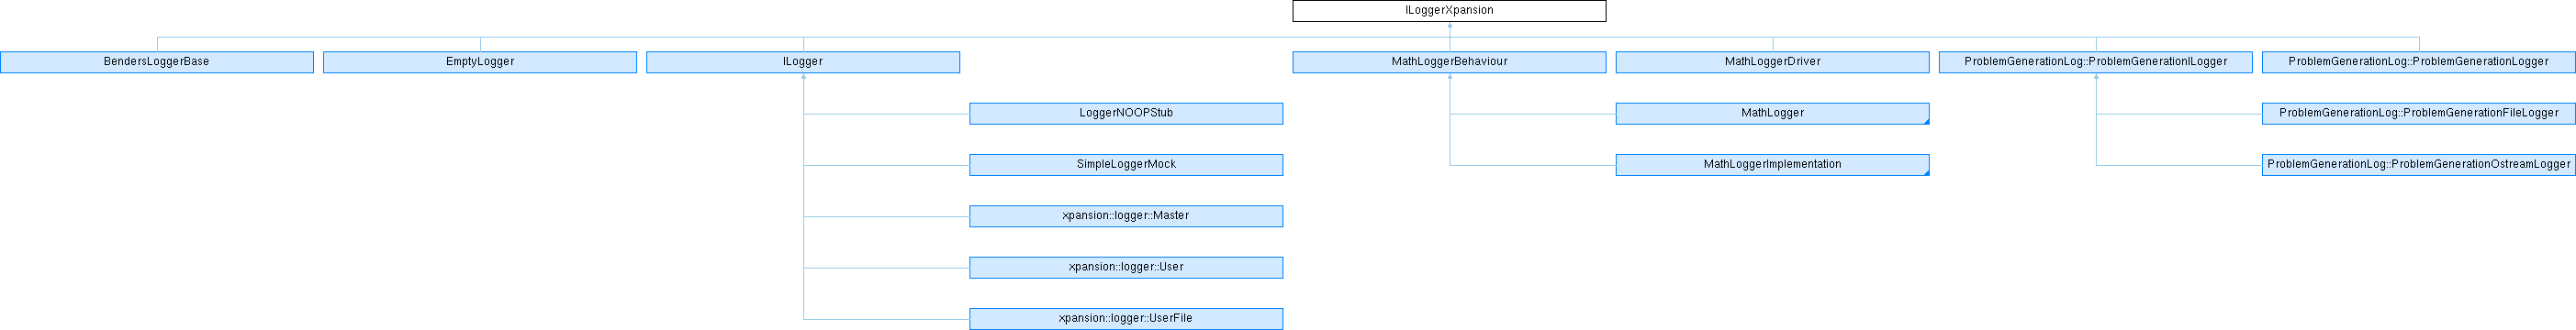 ILoggerXpansion
BendersLoggerBase
EmptyLogger
ILogger
MathLoggerBehaviour
MathLoggerDriver
ProblemGenerationLog::ProblemGenerationILogger
ProblemGenerationLog::ProblemGenerationLogger
LoggerNOOPStub
MathLogger
ProblemGenerationLog::ProblemGenerationFileLogger
SimpleLoggerMock
MathLoggerImplementation
ProblemGenerationLog::ProblemGenerationOstreamLogger
xpansion::logger::Master
xpansion::logger::User
xpansion::logger::UserFile